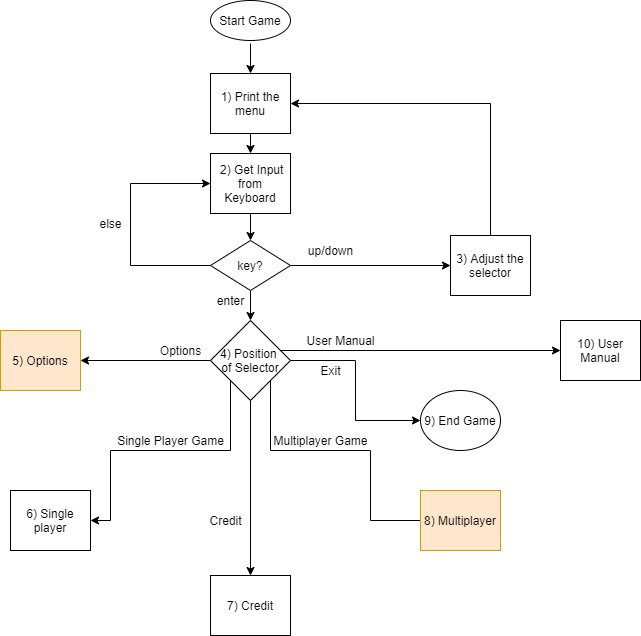 Start Game
1) Print the
menu
2) Get Input
from
Keyboard
else
key?
up/down
3) Adjust the
selector
enter
User Manual
10) User
Manual
Options
5) Options
4) Position
of Selector
Exit
9) End Game
Single Player Game
Multiplayer Game
6) Single
player
Credit
8) Multiplayer
7) Credit